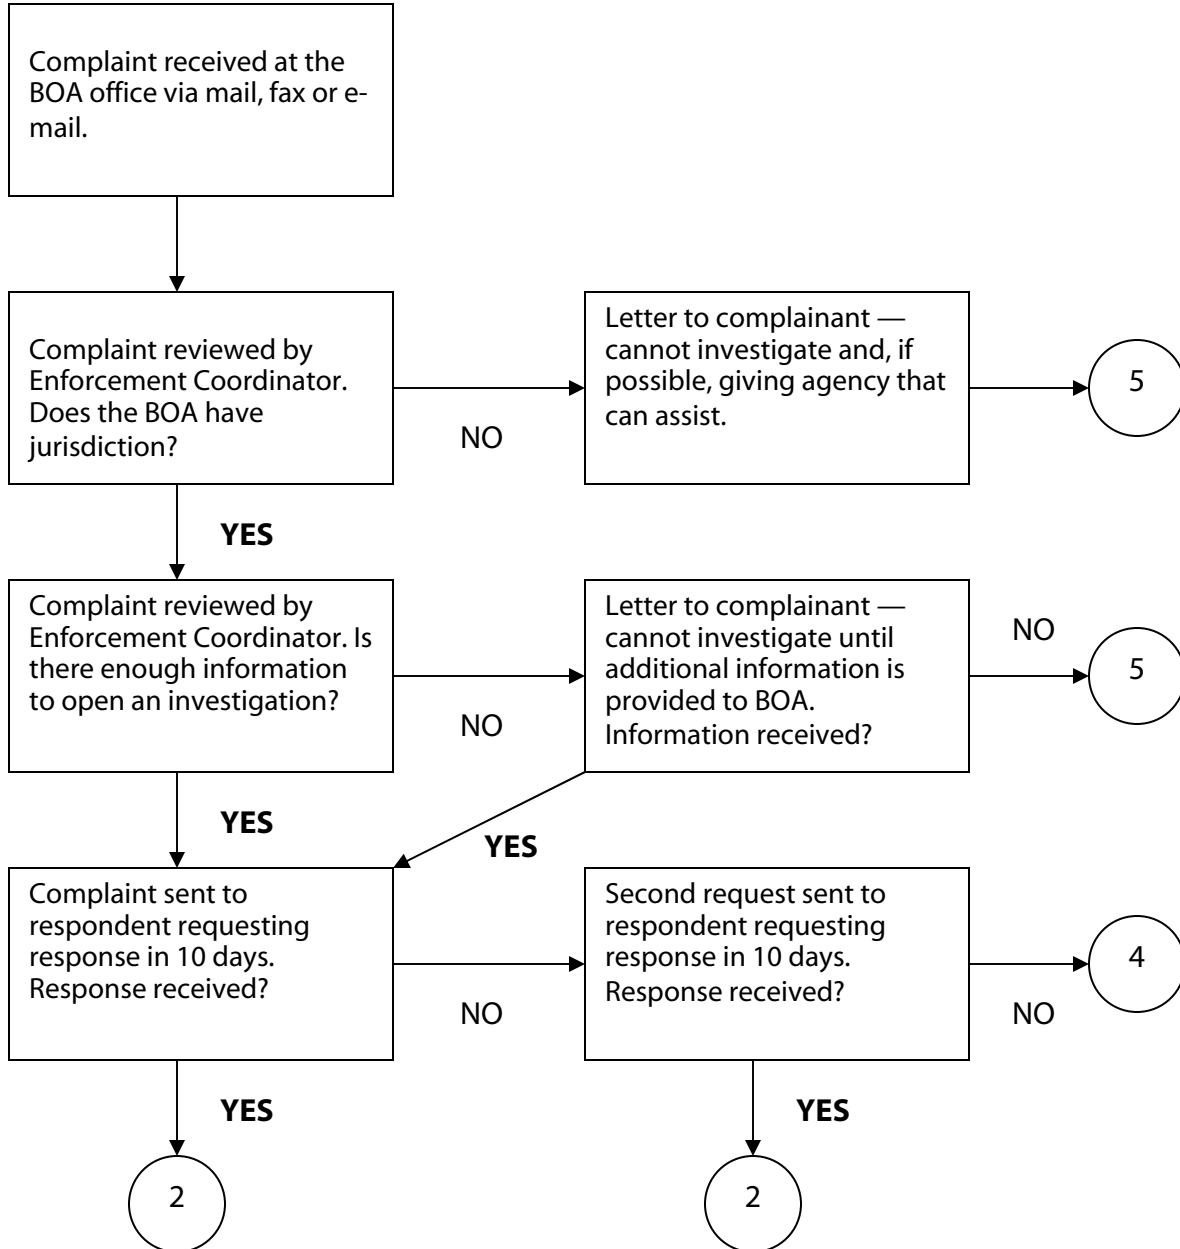 Complaint received at the
BOA office via mail, fax or e-
mail.
Complaint reviewed by
Enforcement Coordinator.
Does the BOA have
jurisdiction?
NO
Letter to complainant —
cannot investigate and, if
possible, giving agency that
can assist.
5
YES
Complaint reviewed by
Enforcement Coordinator. Is
there enough information
to open an investigation?
NO
Letter to complainant —
cannot investigate until
additional information is
provided to BOA.
Information received?
NO
5
YES
YES
Complaint sent to
respondent requesting
response in 10 days.
Response received?
NO
Second request sent to
respondent requesting
response in 10 days.
Response received?
NO
4
YES
YES
2
2